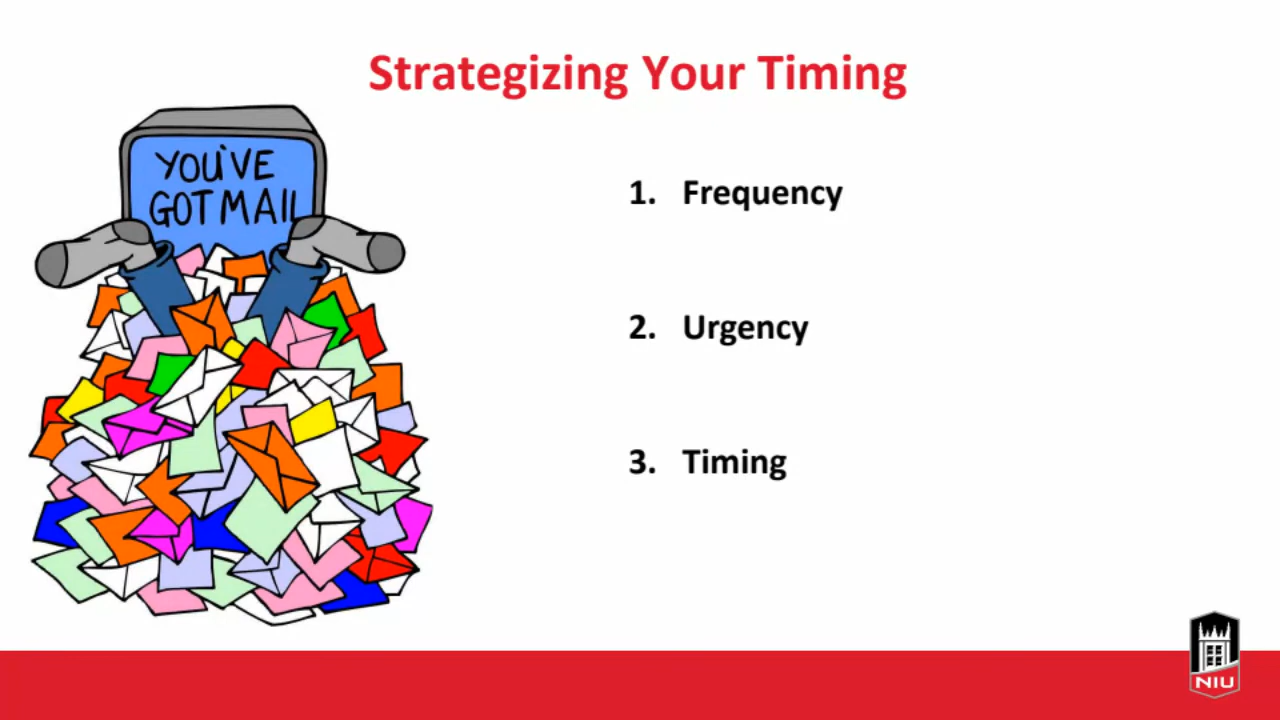 Strategizing Your Timing
YOU'VE
GOT MAIL
1. Frequency
2. Urgency
3. Timing
NIU